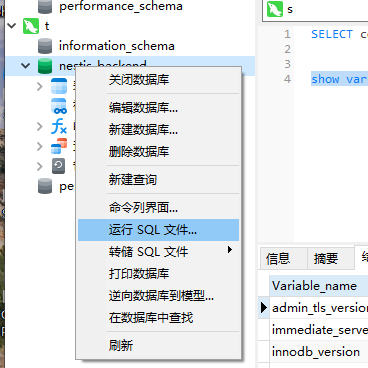 performance_schema
t
information_schema
nestjs_backend
关闭数据库
编辑数据库...
新建数据库...
删除数据库
新建查询
命令列界面...
运行 SQL 文件...
转储 SQL 文件
打印数据库
逆向数据库到模型...
在数据库中查找
刷新
s
1
SELECT
2
3
4
show
信息
摘要
Variable_name
admin_tls_version
immediate_serve
innodb_version